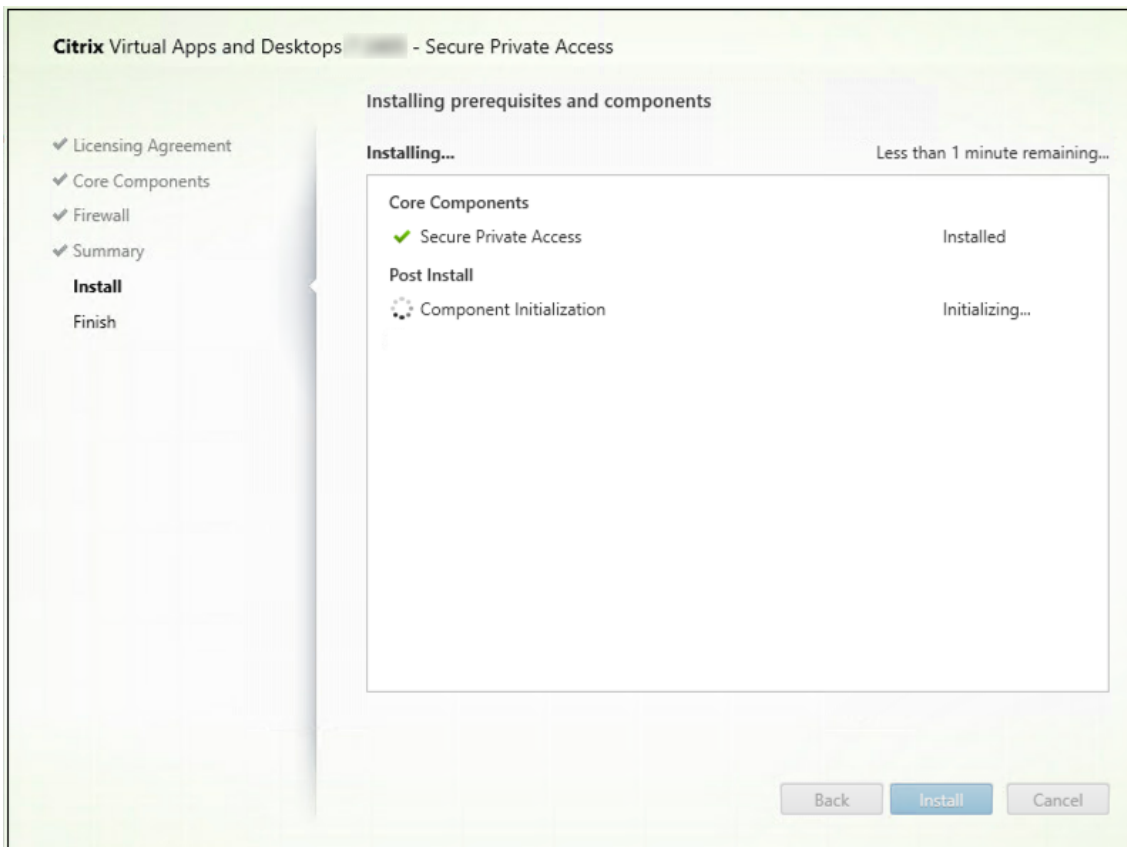 Citrix Virtual Apps and Desktops - Secure Private Access
Installing prerequisites and components
Licensing Agreement
Core Components
Firewall
Summary
Install
Finish
Installing... Less than 1 minute remaining...
Core Components
Secure Private Access Installed
Post Install
Component Initialization Initializing...
Back Install Cancel